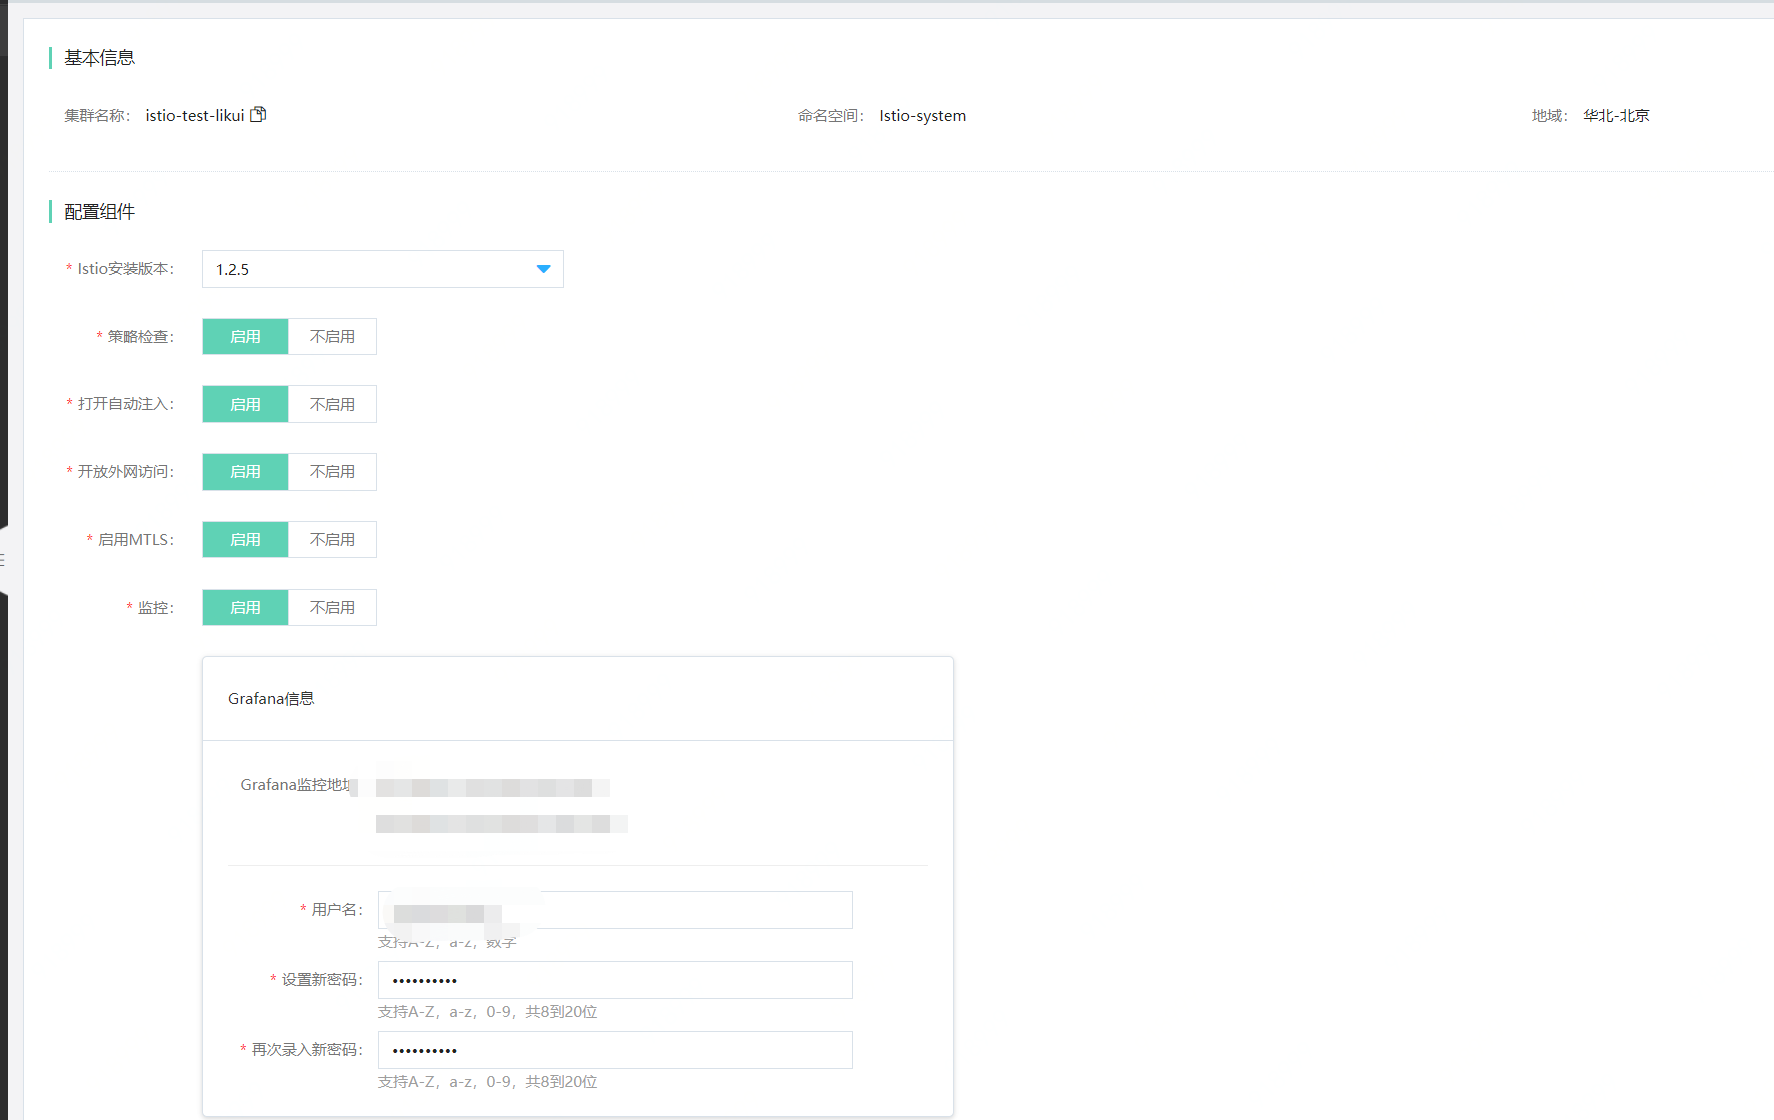 基本信息
集群名称： istio-test-likui 命名空间： Istio-system 地域： 华北-北京
配置组件
* Istio安装版本： 1.2.5
* 策略检查： 启用 不启用
* 打开自动注入： 启用 不启用
* 开放外网访问： 启用 不启用
* 启用MTLS： 启用 不启用
* 监控： 启用 不启用
Grafana信息
Grafana监控地址
* 用户名：
支持A-Z，a-z，数字
* 设置新密码： ••••••••••
支持A-Z，a-z，0-9，共8到20位
* 再次录入新密码： ••••••••••
支持A-Z，a-z，0-9，共8到20位